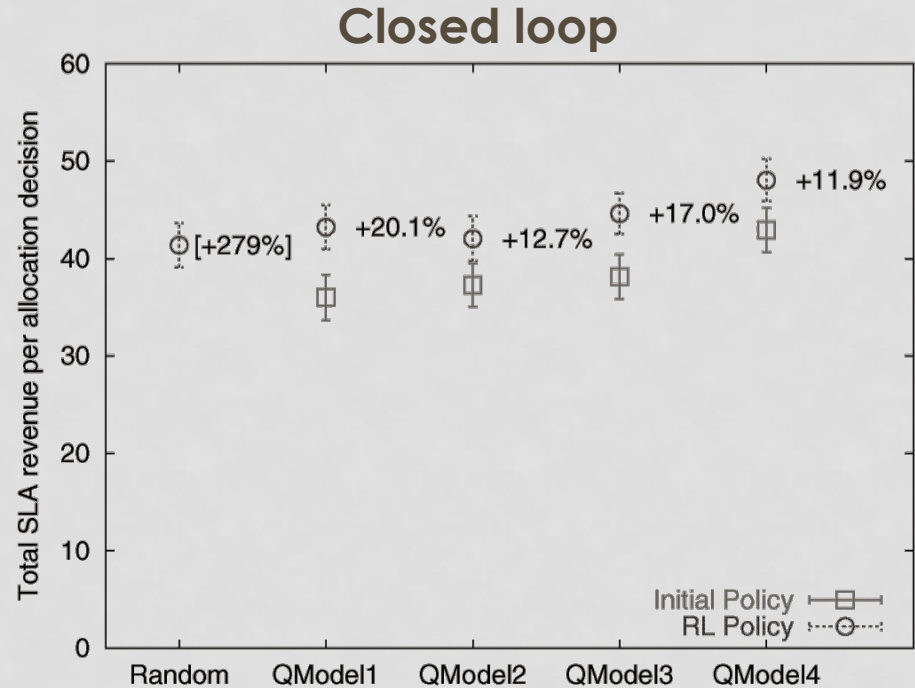 Closed loop
Total SLA revenue per allocation decision
60
50
40
30
20
10
0
[+279%]
+20.1%
+12.7%
+17.0%
+11.9%
Initial Policy
RL Policy
Random QModel1 QModel2 QModel3 QModel4